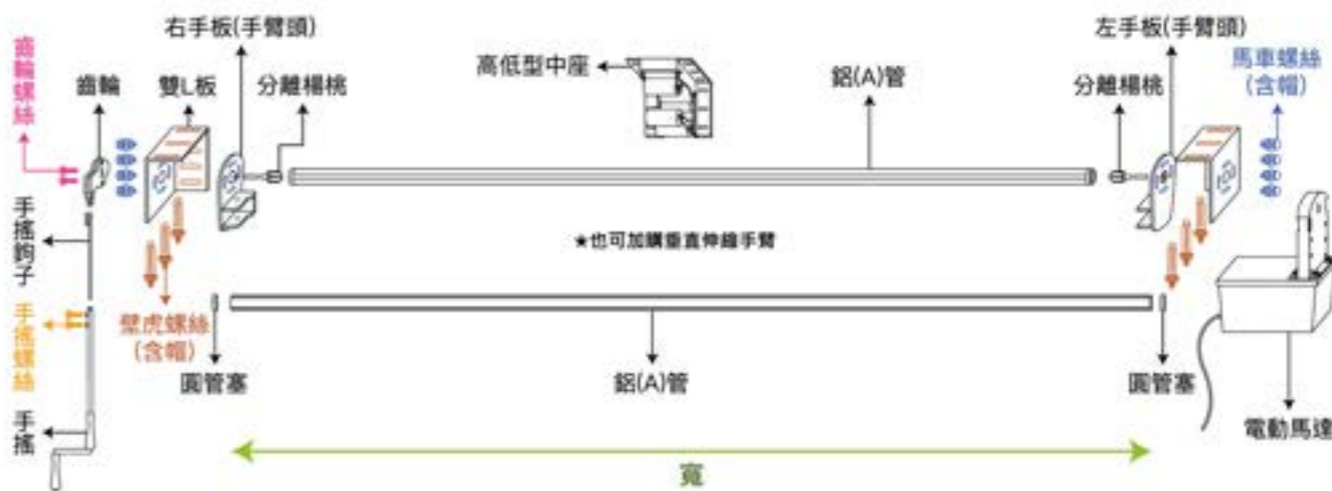 右手板(手臂頭)
左手板(手臂頭)
齒輪螺絲
齒輪
雙L板
分離楊桃
高低型中座
鋁(A)管
分離楊桃
馬車螺絲
(含帽)
手搖鉤子
★也可加購垂直伸縮手臂
手搖螺絲
壁虎螺絲
(含帽)
圓管塞
鋁(A)管
圓管塞
手搖
電動馬達
寬